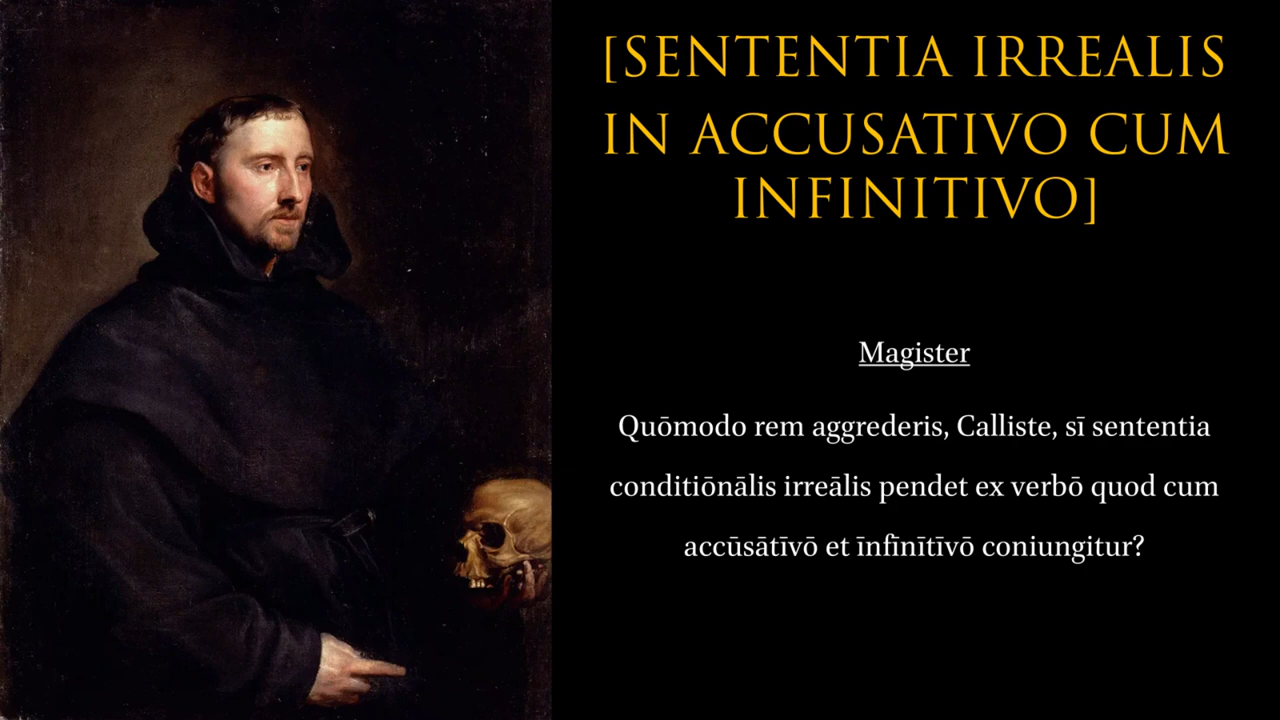 [SENTENTIA IRREALIS
IN ACCUSATIVO CUM
INFINITIVO]
Magister
Quōmodo rem aggrederis, Calliste, sī sententia
conditiōnālis irreālis pendet ex verbō quod cum
accūsātīvō et īnfīnītīvō coniungitur?